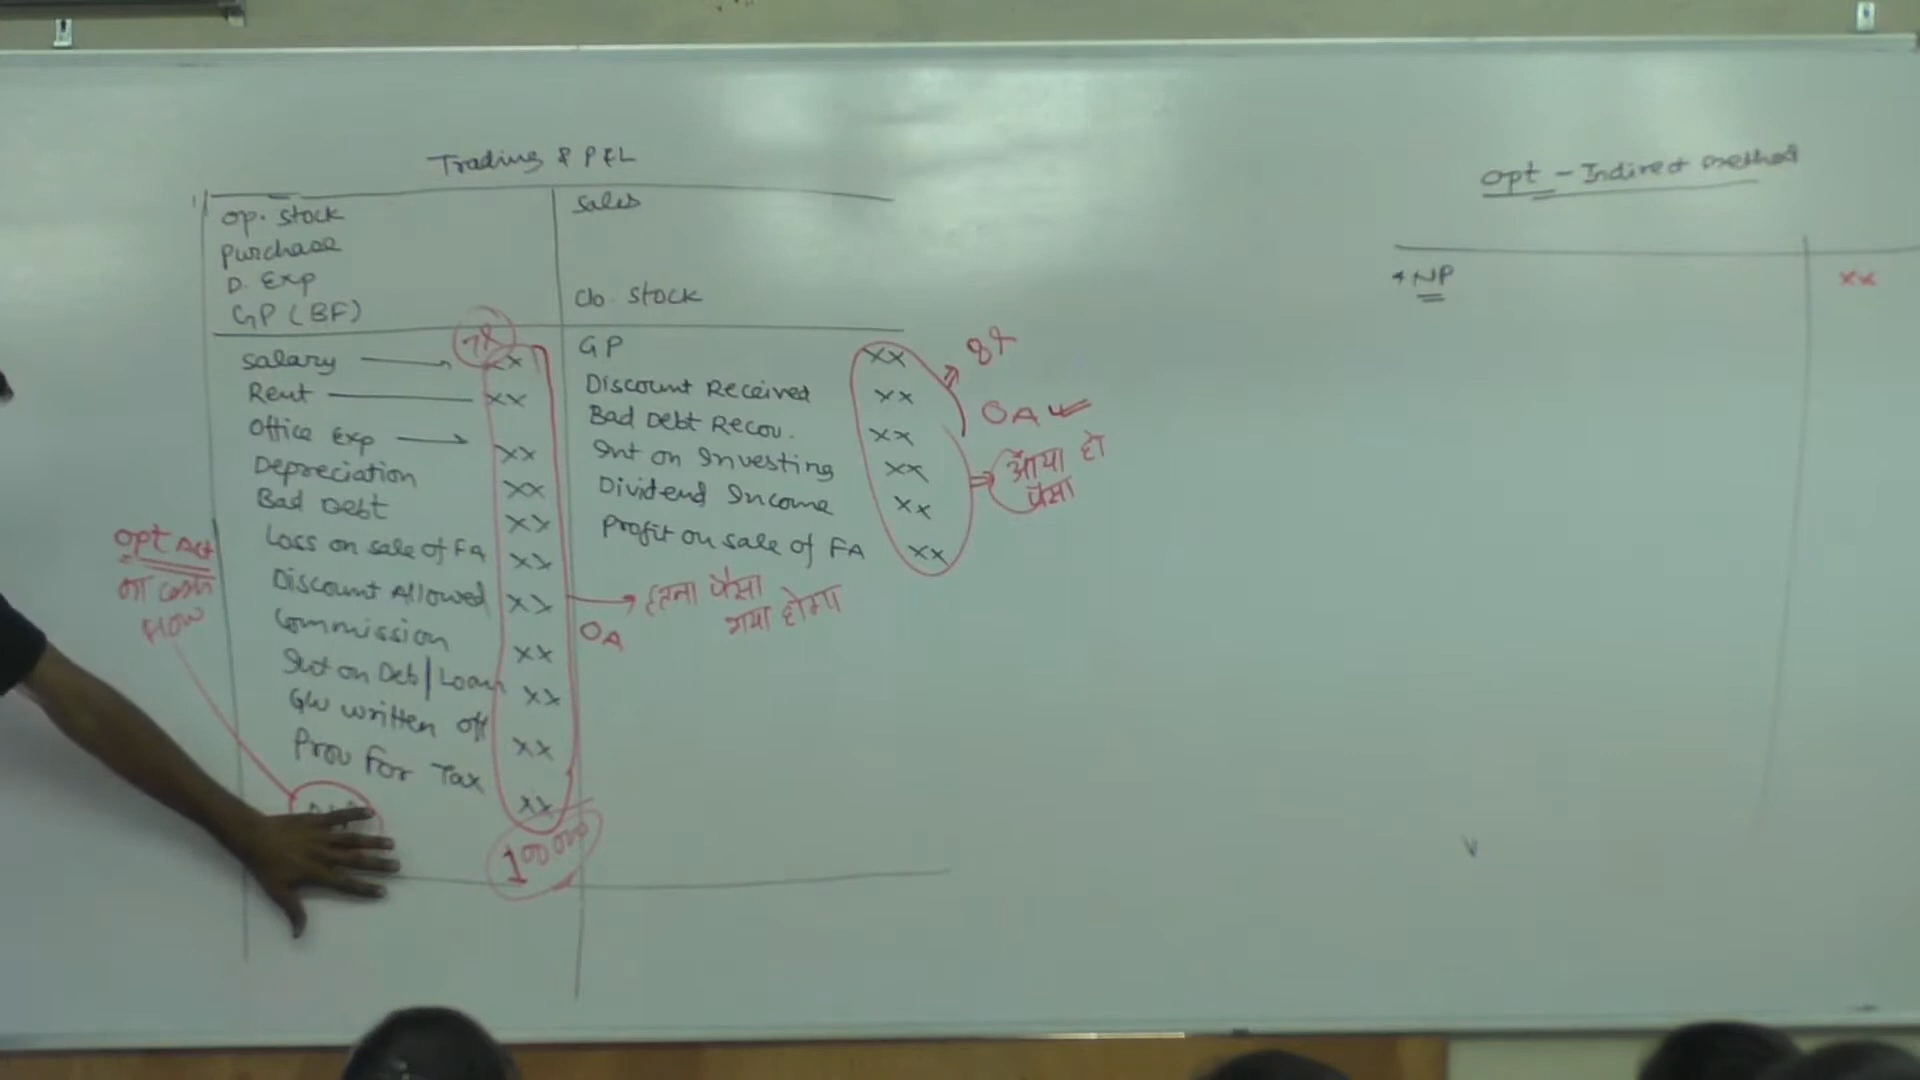 Trading & P&L
op. stock
Purchase
D. Exp
GP (BF)
Sales
Clo. Stock
Salary xx
Rent xx
Office Exp xx
Depreciation xx
Bad Debt xx
Loss on sale of FA xx
Discount Allowed xx
Commission xx
Int on Deb/Loan xx
GW written off xx
Prov For Tax xx
100000
GP xx
Discount Received xx
Bad Debt Recov. xx
Int on Investing xx
Dividend Income xx
Profit on sale of FA xx
OA
आया हो
पैसा
इतना पैसा
गया होगा
OA
opt Act
का cash
flow
opt - Indirect method
* NP xx